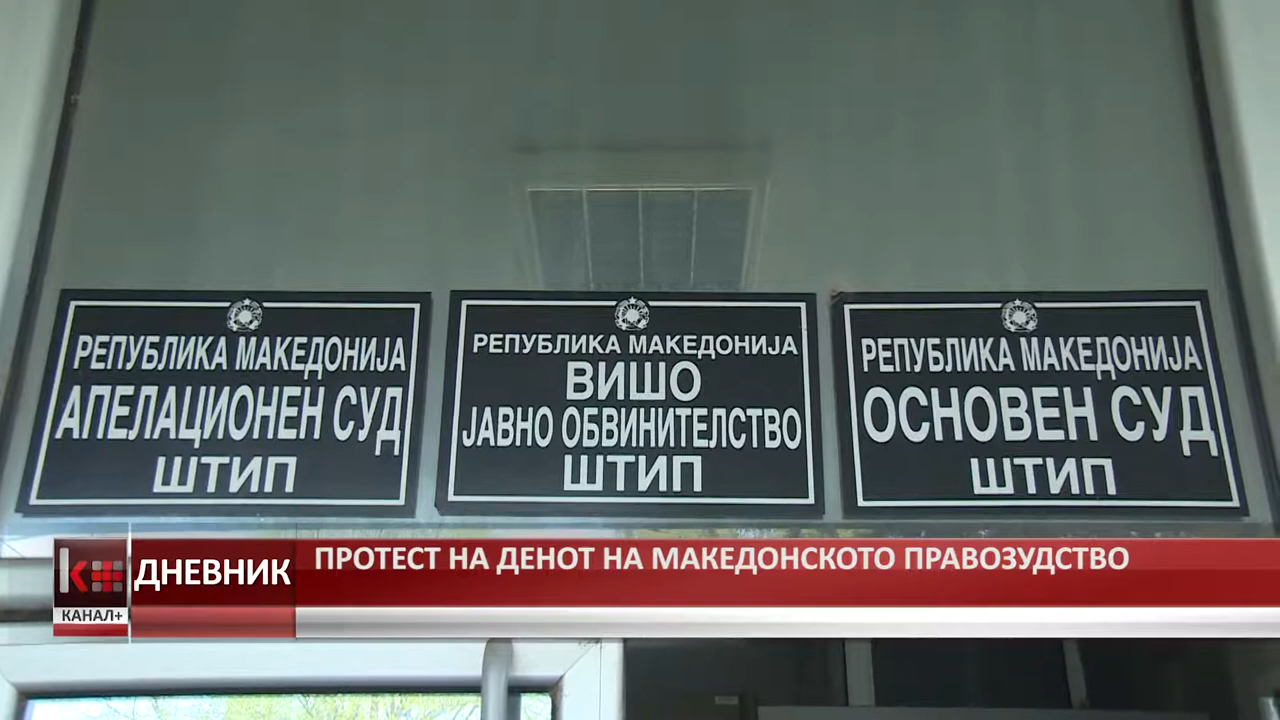 РЕПУБЛИКА МАКЕДОНИЈА
АПЕЛАЦИОНЕН СУД
ШТИП
РЕПУБЛИКА МАКЕДОНИЈА
ВИШО
ЈАВНО ОБВИНИТЕЛСТВО
ШТИП
РЕПУБЛИКА МАКЕДОНИЈА
ОСНОВЕН СУД
ШТИП
К
КАНАЛ+
ДНЕВНИК
ПРОТЕСТ НА ДЕНОТ НА МАКЕДОНСКОТО ПРАВОЗУДСТВО